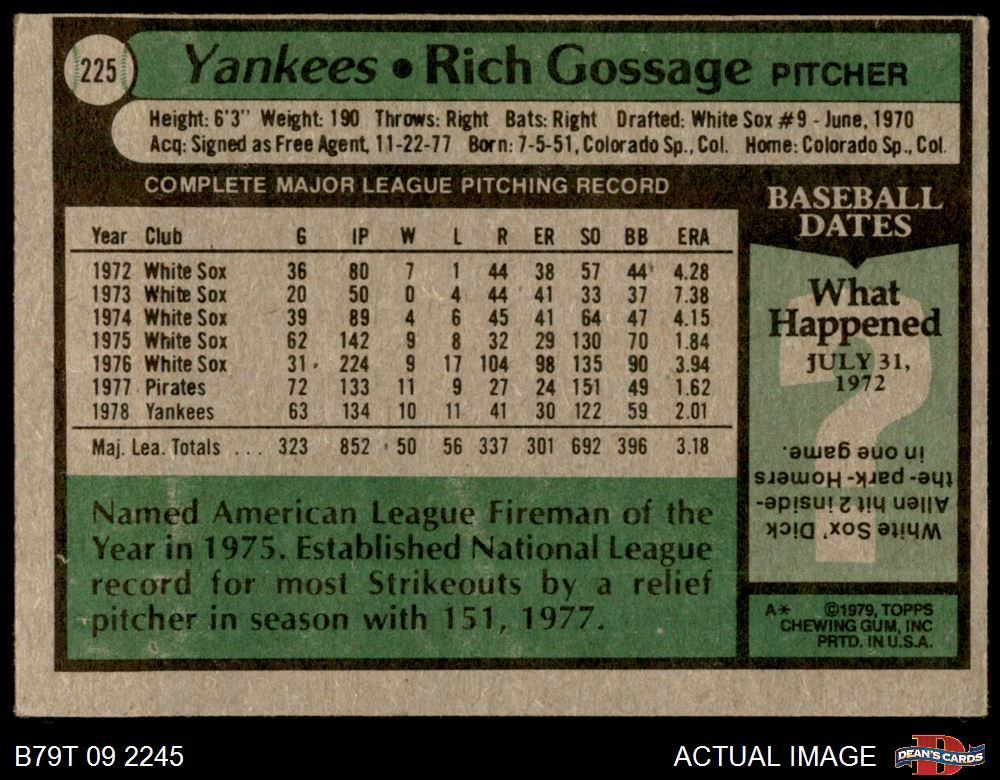 225
Yankees • Rich Gossage PITCHER
Height: 6'3" Weight: 190 Throws: Right Bats: Right Drafted: White Sox #9 - June, 1970
Acq: Signed as Free Agent, 11-22-77 Born: 7-5-51, Colorado Sp., Col. Home: Colorado Sp., Col.
COMPLETE MAJOR LEAGUE PITCHING RECORD
Year Club G IP W L R ER SO BB ERA
1972 White Sox 36 80 7 1 44 38 57 44 4.28
1973 White Sox 20 50 0 4 44 41 33 37 7.38
1974 White Sox 39 89 4 6 45 41 64 47 4.15
1975 White Sox 62 142 9 8 32 29 130 70 1.84
1976 White Sox 31 224 9 17 104 98 135 90 3.94
1977 Pirates 72 133 11 9 27 24 151 49 1.62
1978 Yankees 63 134 10 11 41 30 122 59 2.01
Maj. Lea. Totals ... 323 852 50 56 337 301 692 396 3.18
Named American League Fireman of the
Year in 1975. Established National League
record for most Strikeouts by a relief
pitcher in season with 151, 1977.
BASEBALL
DATES
What
Happened
JULY 31,
1972
?
White Sox' Dick
Allen hit 2 inside-
the-park-Homers
in one game.
A* ©1979, TOPPS
CHEWING GUM, INC
PRTD. IN U.S.A.
B79T 09 2245
ACTUAL IMAGE
D
DEAN'S CARDS